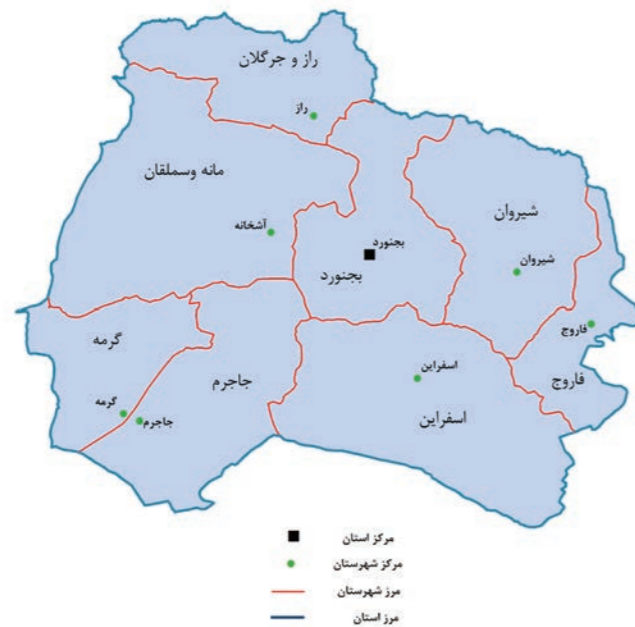 راز و جرگلان
راز
مانه وسملقان
آشخانه
بجنورد
بجنورد
شیروان
شیروان
فاروج
فاروج
گرمه
گرمه
جاجرم
جاجرم
اسفراین
اسفراین
مرکز استان
مرکز شهرستان
مرز شهرستان
مرز استان